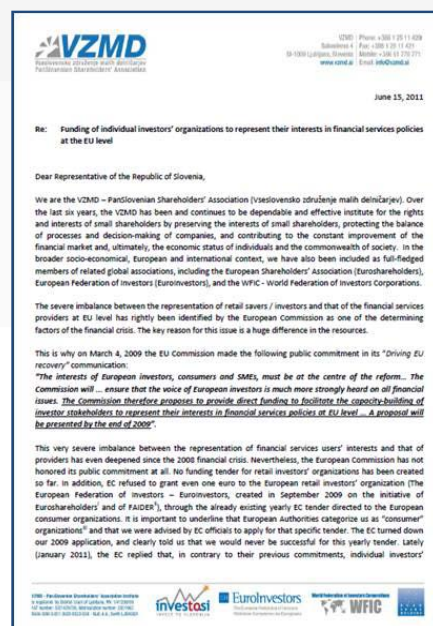 VZMD
Vseslovensko združenje malih delničarjev
PanSlovenian Shareholders' Association
www.vzmd.si
June 15, 2011
Re: Funding of individual investors' organizations to represent their interests in financial services policies
at the EU level
Dear Representative of the Republic of Slovenia,
We are the VZMD – PanSlovenian Shareholders' Association (Vseslovensko združenje malih delničarjev). Over
the last six years, the VZMD has been and continues to be dependable and effective institute for the rights
and interests of small shareholders by preserving the interests of small shareholders, protecting the balance
of processes and decision-making of companies, and contributing to the constant improvement of the
financial market and, ultimately, the economic status of individuals and the commonwealth of society. In the
broader socio-economical, European and international context, we have also been included as full-fledged
members of related global associations, including the European Shareholders' Association (Euroshareholders),
European Federation of Investors (EuroInvestors), and the WFIC - World Federation of Investors Corporations.
The severe imbalance between the representation of retail savers / investors and that of the financial services
providers at EU level has rightly been identified by the European Commission as one of the determining
factors of the financial crisis. The key reason for this issue is a huge difference in the resources.
This is why on March 4, 2009 the EU Commission made the following public commitment in its "Driving EU
recovery" communication:
"The interests of European investors, consumers and SMEs, must be at the centre of the reform... The
Commission will ... ensure that the voice of European investors is much more strongly heard on all financial
issues. The Commission therefore proposes to provide direct funding to facilitate the capacity-building of
investor stakeholders to represent their interests in financial services policies at EU level ... A proposal will
be presented by the end of 2009".
This very severe imbalance between the representation of financial services users' interests and that of
providers has even deepened since the 2008 financial crisis. Nevertheless, the European Commission has not
honored its public commitment at all. No funding tender for retail investors' organizations has been created
so far. In addition, EC refused to grant even one euro to the European retail investors' organization (The
European Federation of Investors – EuroInvestors, created in September 2009 on the initiative of
Euroshareholders and of FAIDER), through the already existing yearly EC tender directed to the European
consumer organizations. It is important to underline that European Authorities categorize us as "consumer"
organizations and that we were advised by EC officials to apply for that specific tender. The EC turned down
our 2009 application, and clearly told us that we would never be successful for this yearly tender. Lately
(January 2011), the EC replied that, in contrary to their previous commitments, individual investors'
investo.si
INVEST TO SLOVENIA
EUROINVESTORS
World Federation of Investors Corporations
WFIC